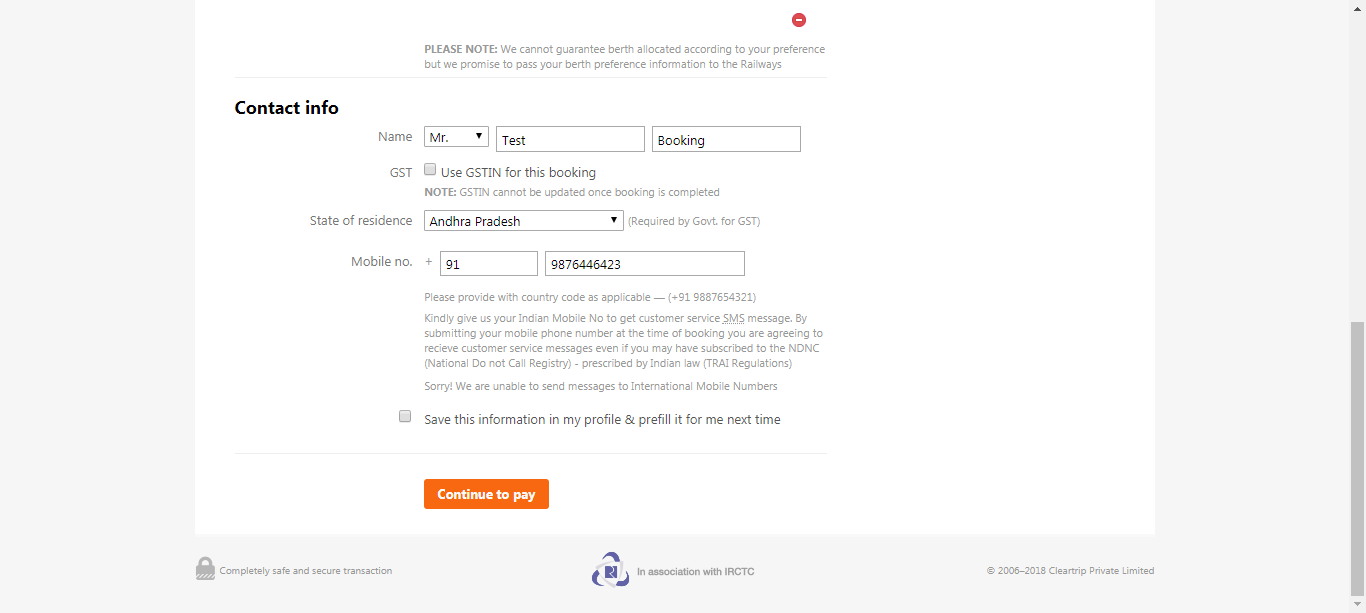 PLEASE NOTE: We cannot guarantee berth allocated according to your preference
but we promise to pass your berth preference information to the Railways
Contact info
Name Mr. Test Booking
GST Use GSTIN for this booking
NOTE: GSTIN cannot be updated once booking is completed
State of residence Andhra Pradesh (Required by Govt. for GST)
Mobile no. + 91 9876446423
Please provide with country code as applicable — (+91 9887654321)
Kindly give us your Indian Mobile No to get customer service SMS message. By
submitting your mobile phone number at the time of booking you are agreeing to
recieve customer service messages even if you may have subscribed to the NDNC
(National Do not Call Registry) - prescribed by Indian law (TRAI Regulations)
Sorry! We are unable to send messages to International Mobile Numbers
Save this information in my profile & prefill it for me next time
Continue to pay
Completely safe and secure transaction In association with IRCTC © 2006–2018 Cleartrip Private Limited